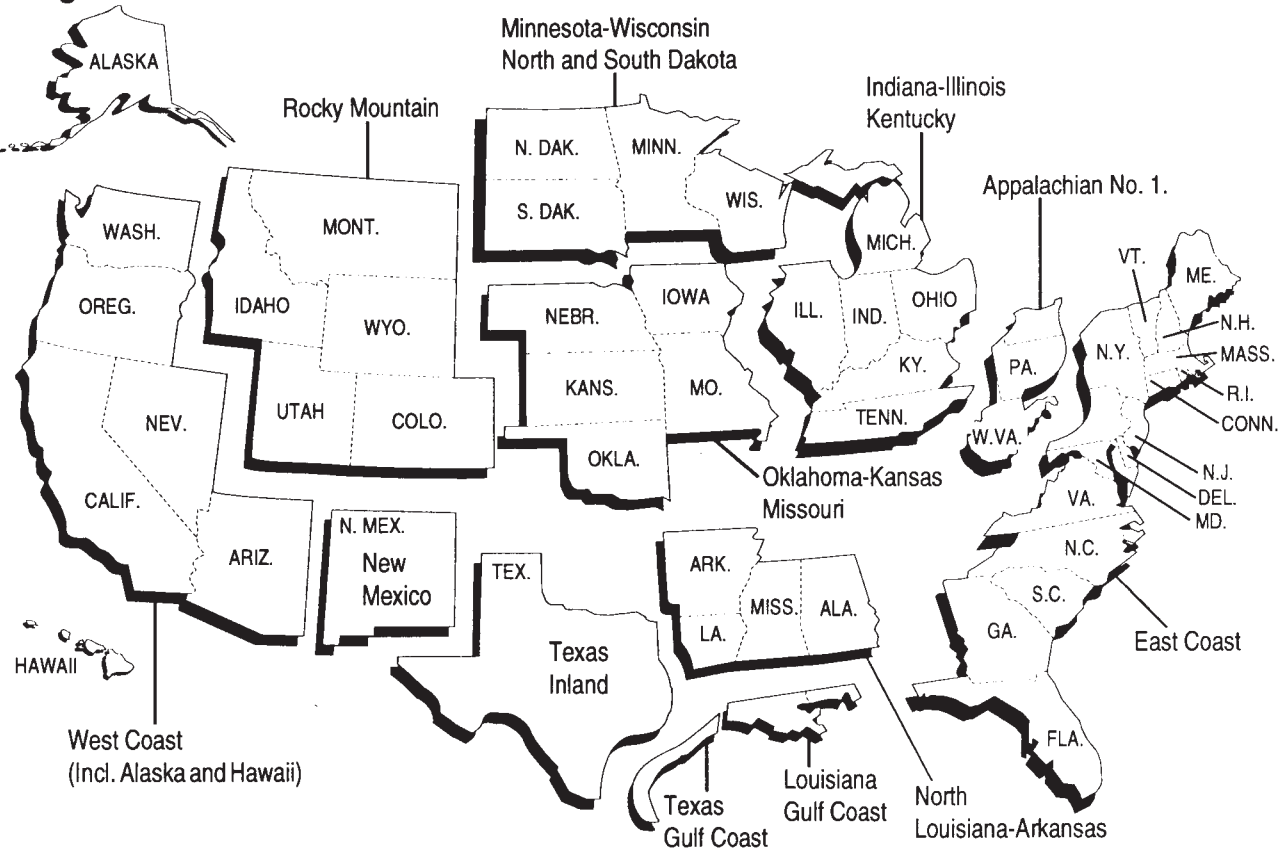 ALASKA
Minnesota-Wisconsin
North and South Dakota
Rocky Mountain
Indiana-Illinois
Kentucky
Appalachian No. 1.
N. DAK.
MINN.
S. DAK.
WIS.
MICH.
WASH.
MONT.
VT.
ME.
OREG.
IDAHO
WYO.
NEBR.
IOWA
ILL.
IND.
OHIO
N.H.
MASS.
N.Y.
PA.
KY.
R.I.
CONN.
NEV.
UTAH
COLO.
KANS.
MO.
TENN.
W.VA.
OKLA.
Oklahoma-Kansas
Missouri
N.J.
DEL.
MD.
CALIF.
VA.
N.C.
ARIZ.
N. MEX.
New
Mexico
TEX.
ARK.
MISS.
ALA.
LA.
S.C.
GA.
East Coast
HAWAII
Texas
Inland
FLA.
West Coast
(Incl. Alaska and Hawaii)
Texas
Gulf Coast
Louisiana
Gulf Coast
North
Louisiana-Arkansas